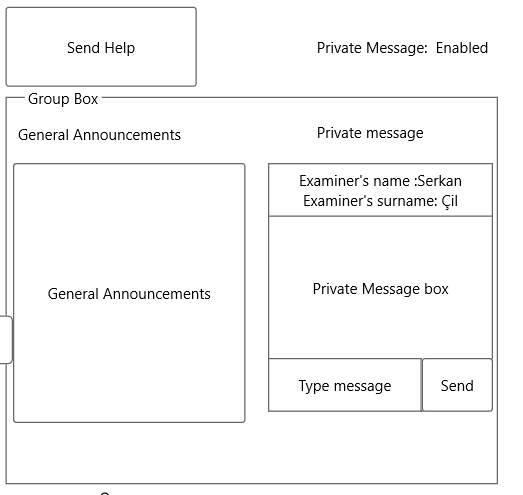 Send Help
Private Message:  Enabled
Group Box
General Announcements
Private message
Examiner's name :Serkan
Examiner's surname: Çil
General Announcements
Private Message box
Type message
Send